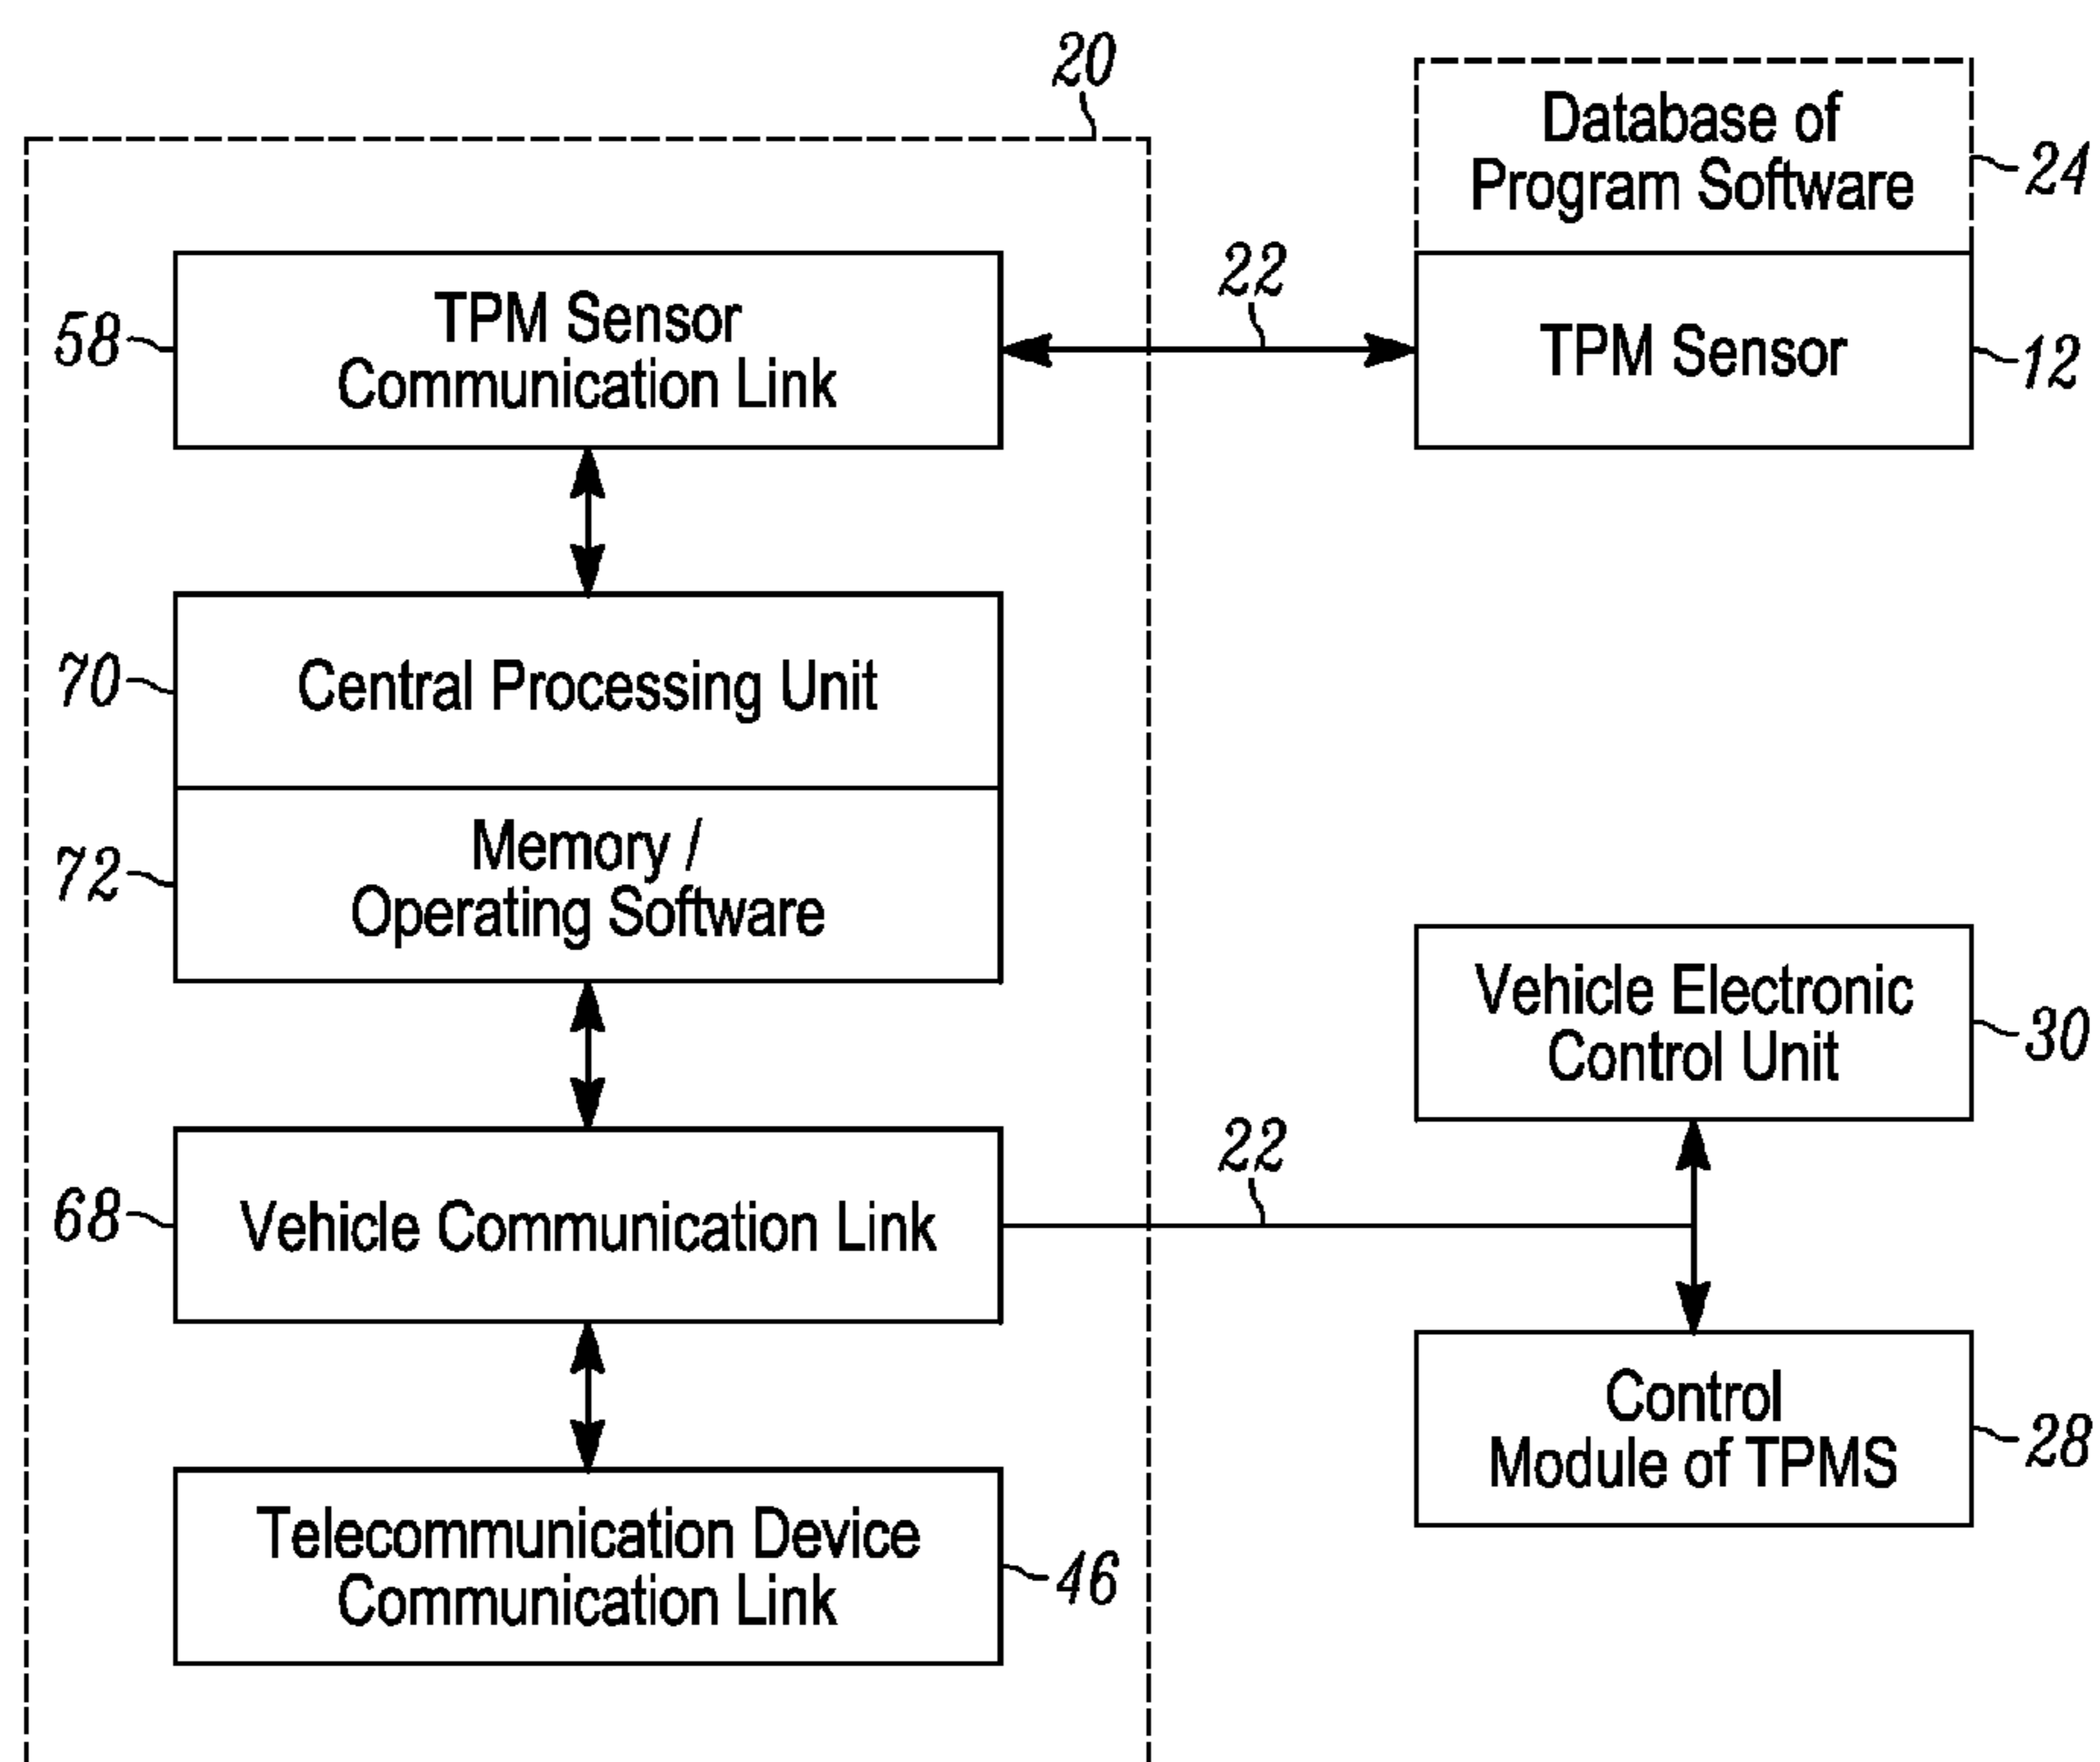 20
Database of
Program Software
24
58
TPM Sensor
Communication Link
22
TPM Sensor
12
70
Central Processing Unit
72
Memory /
Operating Software
Vehicle Electronic
Control Unit
30
68
Vehicle Communication Link
22
Control
Module of TPMS
28
Telecommunication Device
Communication Link
46